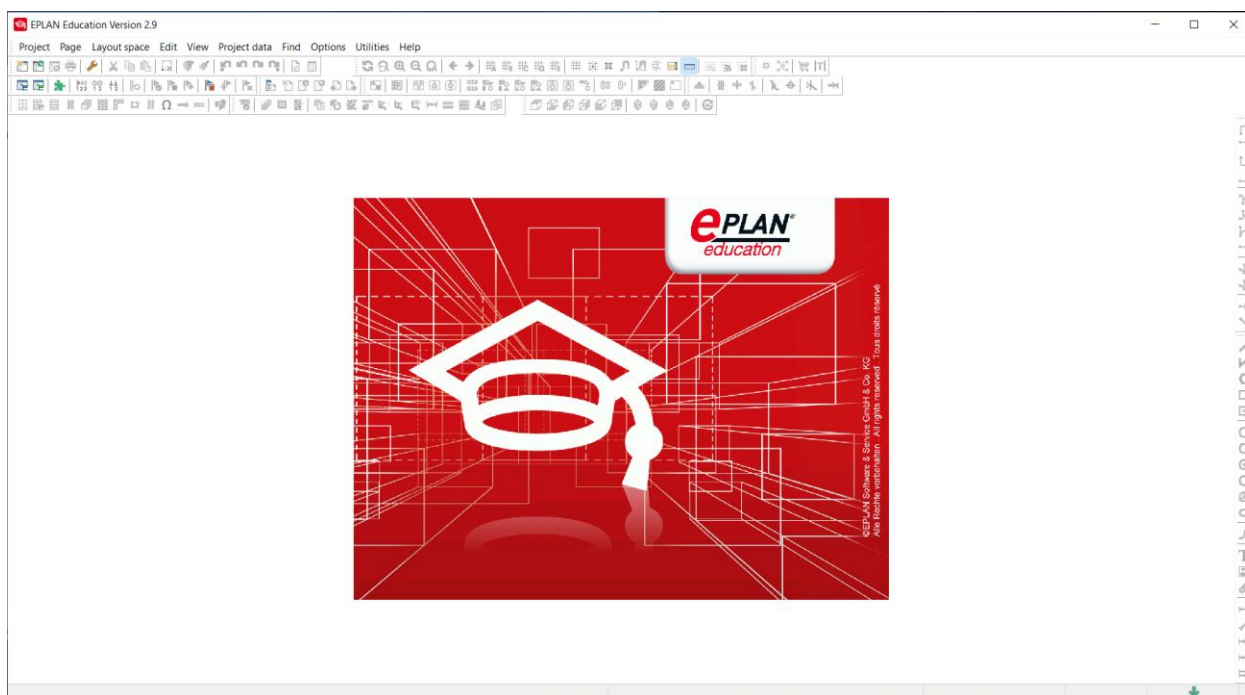 EPLAN Education Version 2.9
Project Page Layout space Edit View Project data Find Options Utilities Help
ePLAN®
education
©EPLAN Software & Service GmbH & Co. KG
Alle Rechte vorbehalten . All rights reserved . Tous droits réservé